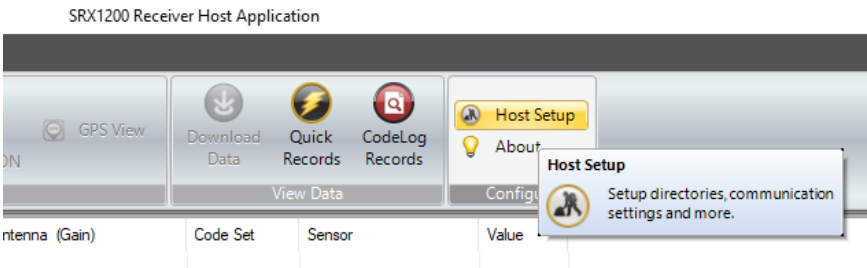 SRX1200 Receiver Host Application
GPS View
ON
Download
Data
Quick
Records
CodeLog
Records
Host Setup
About
View Data
Configu
Host Setup
Setup directories, communication
settings and more.
ntenna (Gain)
Code Set
Sensor
Value